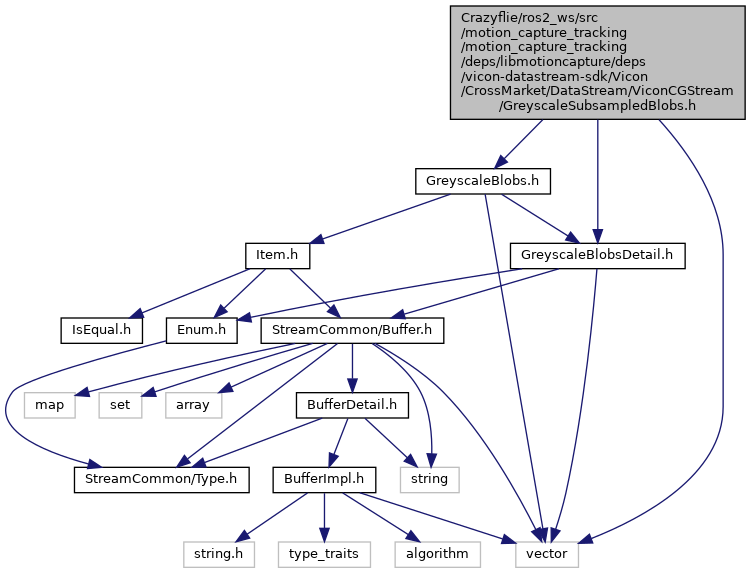 Crazyflie/ros2_ws/src
/motion_capture_tracking
/motion_capture_tracking
/deps/libmotioncapture/deps
/vicon-datastream-sdk/Vicon
/CrossMarket/DataStream/ViconCGStream
/GreyscaleSubsampledBlobs.h
GreyscaleBlobs.h
Item.h
GreyscaleBlobsDetail.h
IsEqual.h
Enum.h
StreamCommon/Buffer.h
map
set
array
BufferDetail.h
StreamCommon/Type.h
BufferImpl.h
string
string.h
type_traits
algorithm
vector